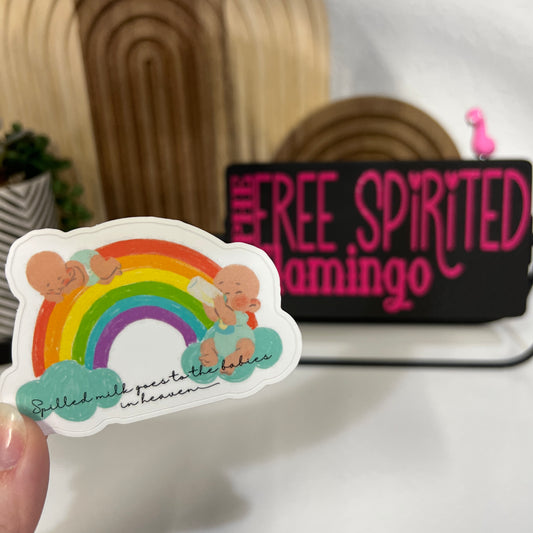 THE
FREE SPiRiTED
flamingo
Spilled milk goes to the babies
in heaven